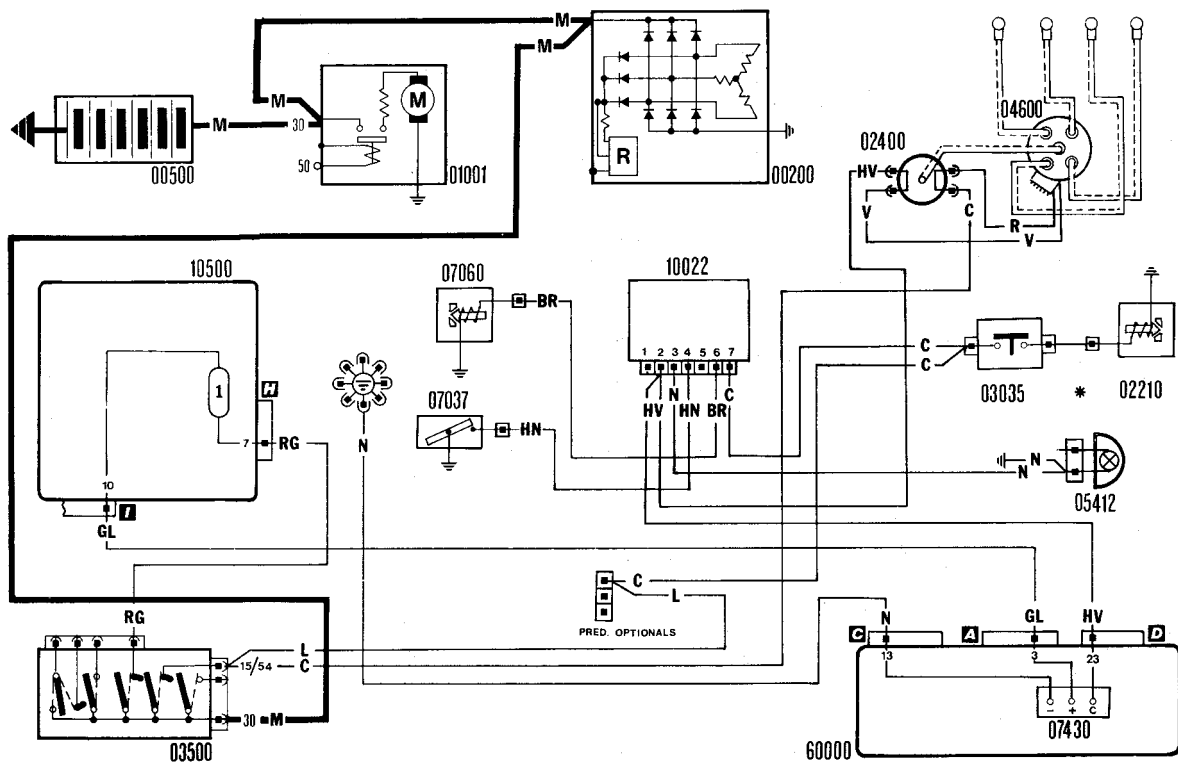 M
M
M
M
30
M
50
00500
01001
R
00200
04600
02400
HV
V
C
R
V
10500
07060
10022
BR
1 2 3 4 5 6 7
C
C
03035
*
02210
1
H
07037
HV
N
HN
BR
C
N
HN
7
RG
10
I
GL
N
N
05412
C
L
PRED. OPTIONALS
RG
N
GL
HV
C
A
D
L
15/54
C
13
3
23
30
M
- + C
07430
03500
60000